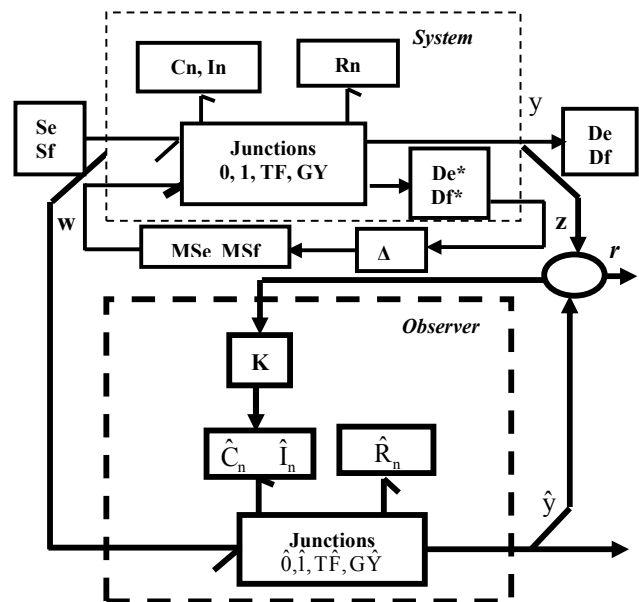 System
Cn, In
Rn
y
Se
Sf
De
Df
Junctions
0, 1, TF, GY
De*
Df*
w
z
MSe MSf
Δ
r
Observer
K
Ĉn În
R̂n
ŷ
Junctions
0̂,1̂, TF̂, GŶ